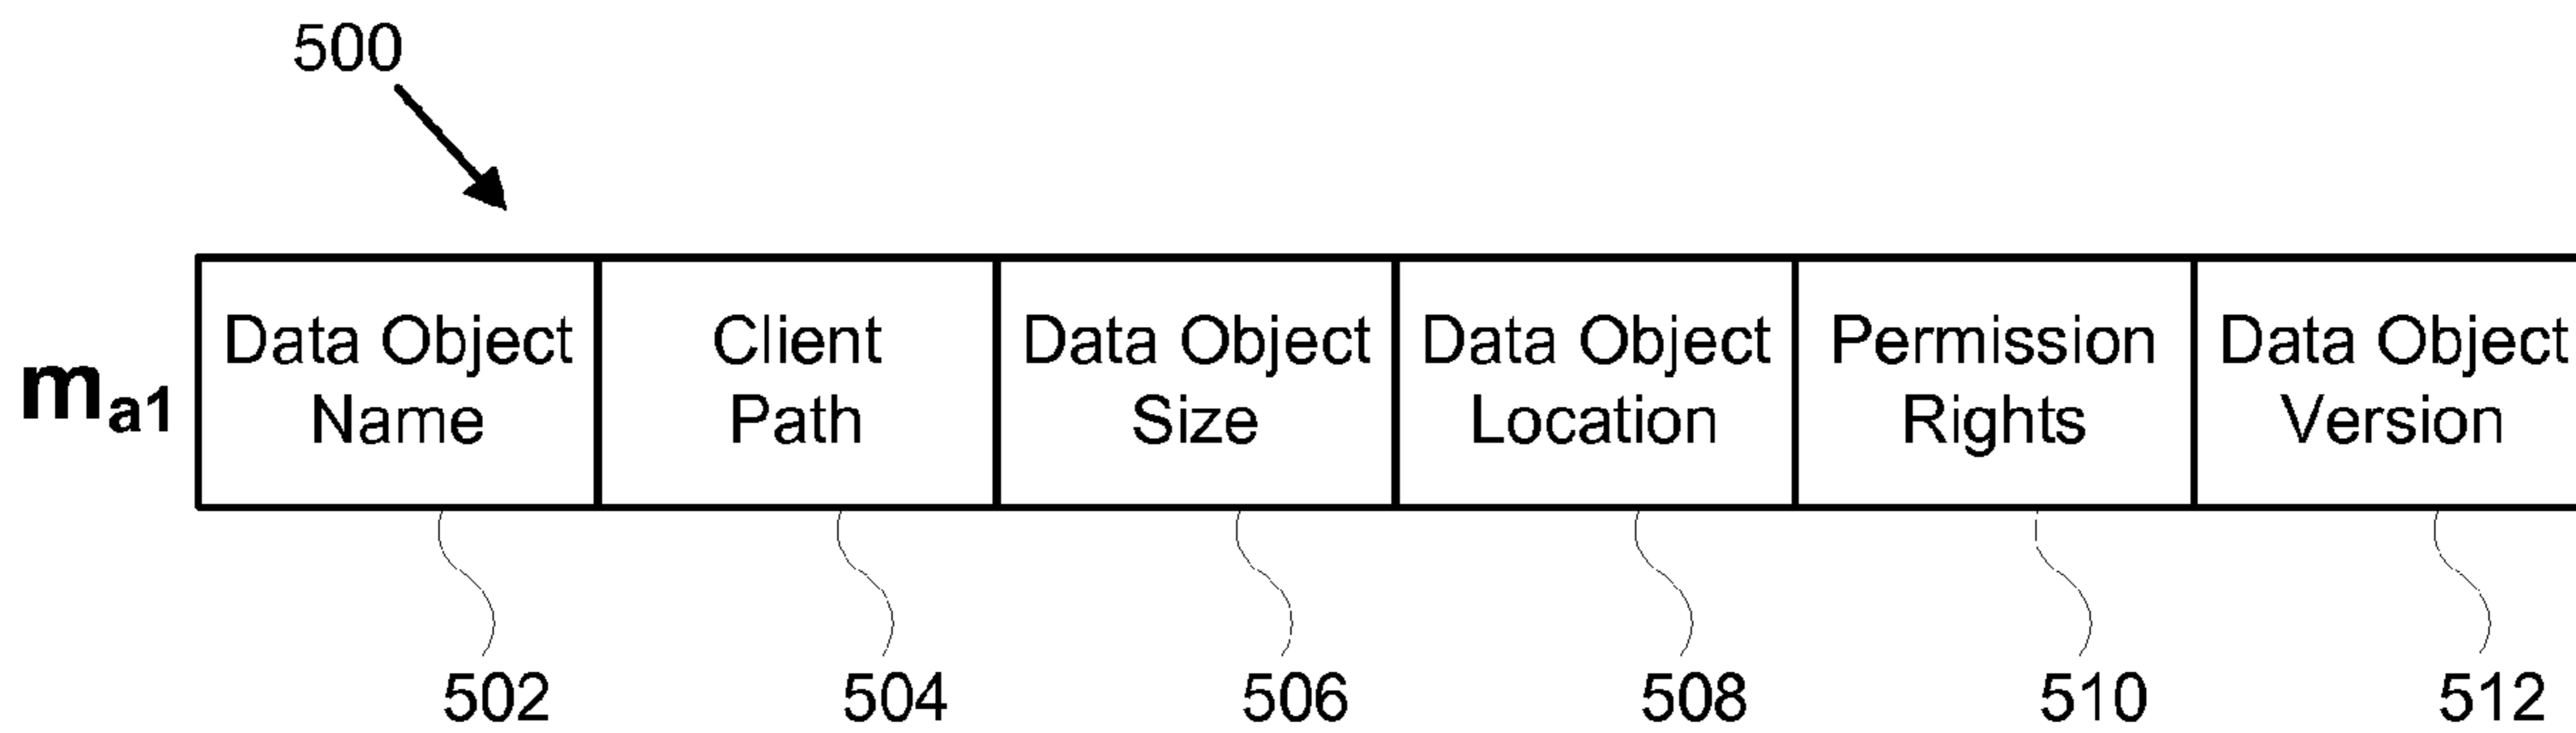 500
m_a1
Data Object Name
Client Path
Data Object Size
Data Object Location
Permission Rights
Data Object Version
502 504 506 508 510 512